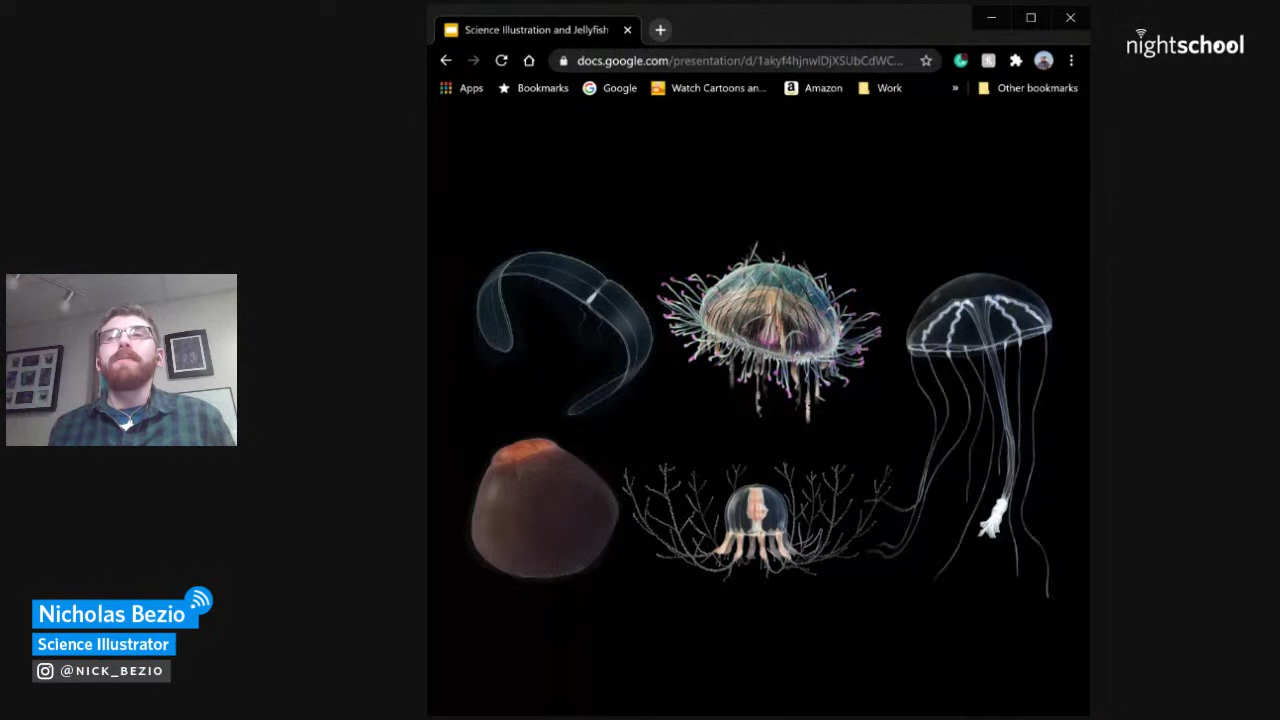 Science Illustration and Jellyfish
nightschool
docs.google.com/presentation/d/1akyf4hjnwlDjXSUbCdWC...
Apps Bookmarks Google Watch Cartoons an... Amazon Work » Other bookmarks
Nicholas Bezio
Science Illustrator
@NICK_BEZIO